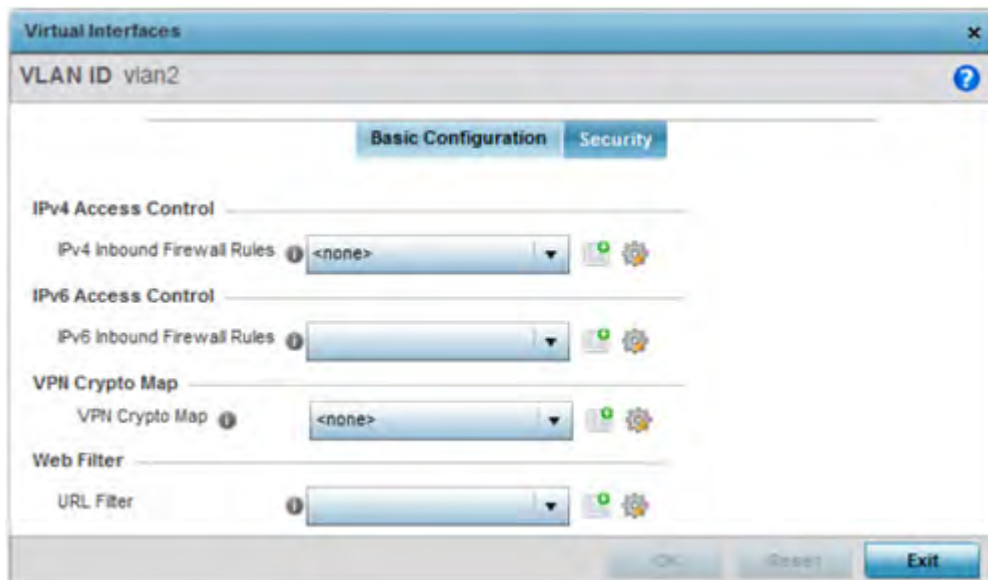 Virtual Interfaces
VLAN ID vlan2
Basic Configuration Security
IPv4 Access Control
IPv4 Inbound Firewall Rules <none>
IPv6 Access Control
IPv6 Inbound Firewall Rules
VPN Crypto Map
VPN Crypto Map <none>
Web Filter
URL Filter
OK Reset Exit